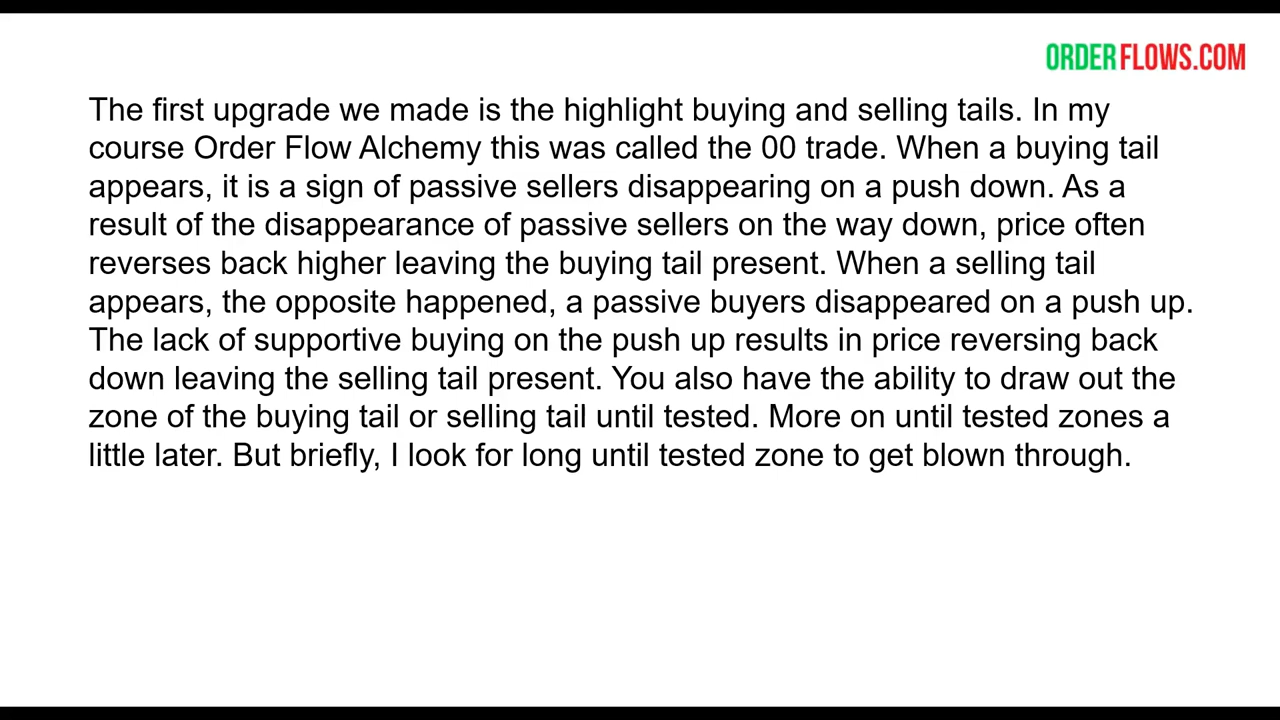 ORDERFLOWS.COM
The first upgrade we made is the highlight buying and selling tails. In my
course Order Flow Alchemy this was called the 00 trade. When a buying tail
appears, it is a sign of passive sellers disappearing on a push down. As a
result of the disappearance of passive sellers on the way down, price often
reverses back higher leaving the buying tail present. When a selling tail
appears, the opposite happened, a passive buyers disappeared on a push up.
The lack of supportive buying on the push up results in price reversing back
down leaving the selling tail present. You also have the ability to draw out the
zone of the buying tail or selling tail until tested. More on until tested zones a
little later. But briefly, I look for long until tested zone to get blown through.